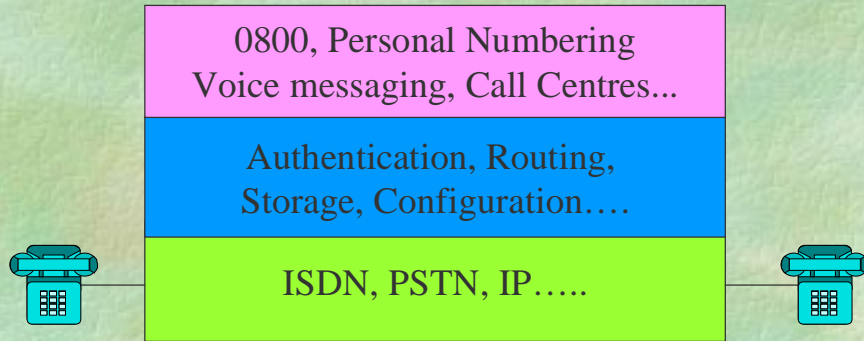 0800, Personal Numbering
Voice messaging, Call Centres...
Authentication, Routing,
Storage, Configuration….
ISDN, PSTN, IP…..